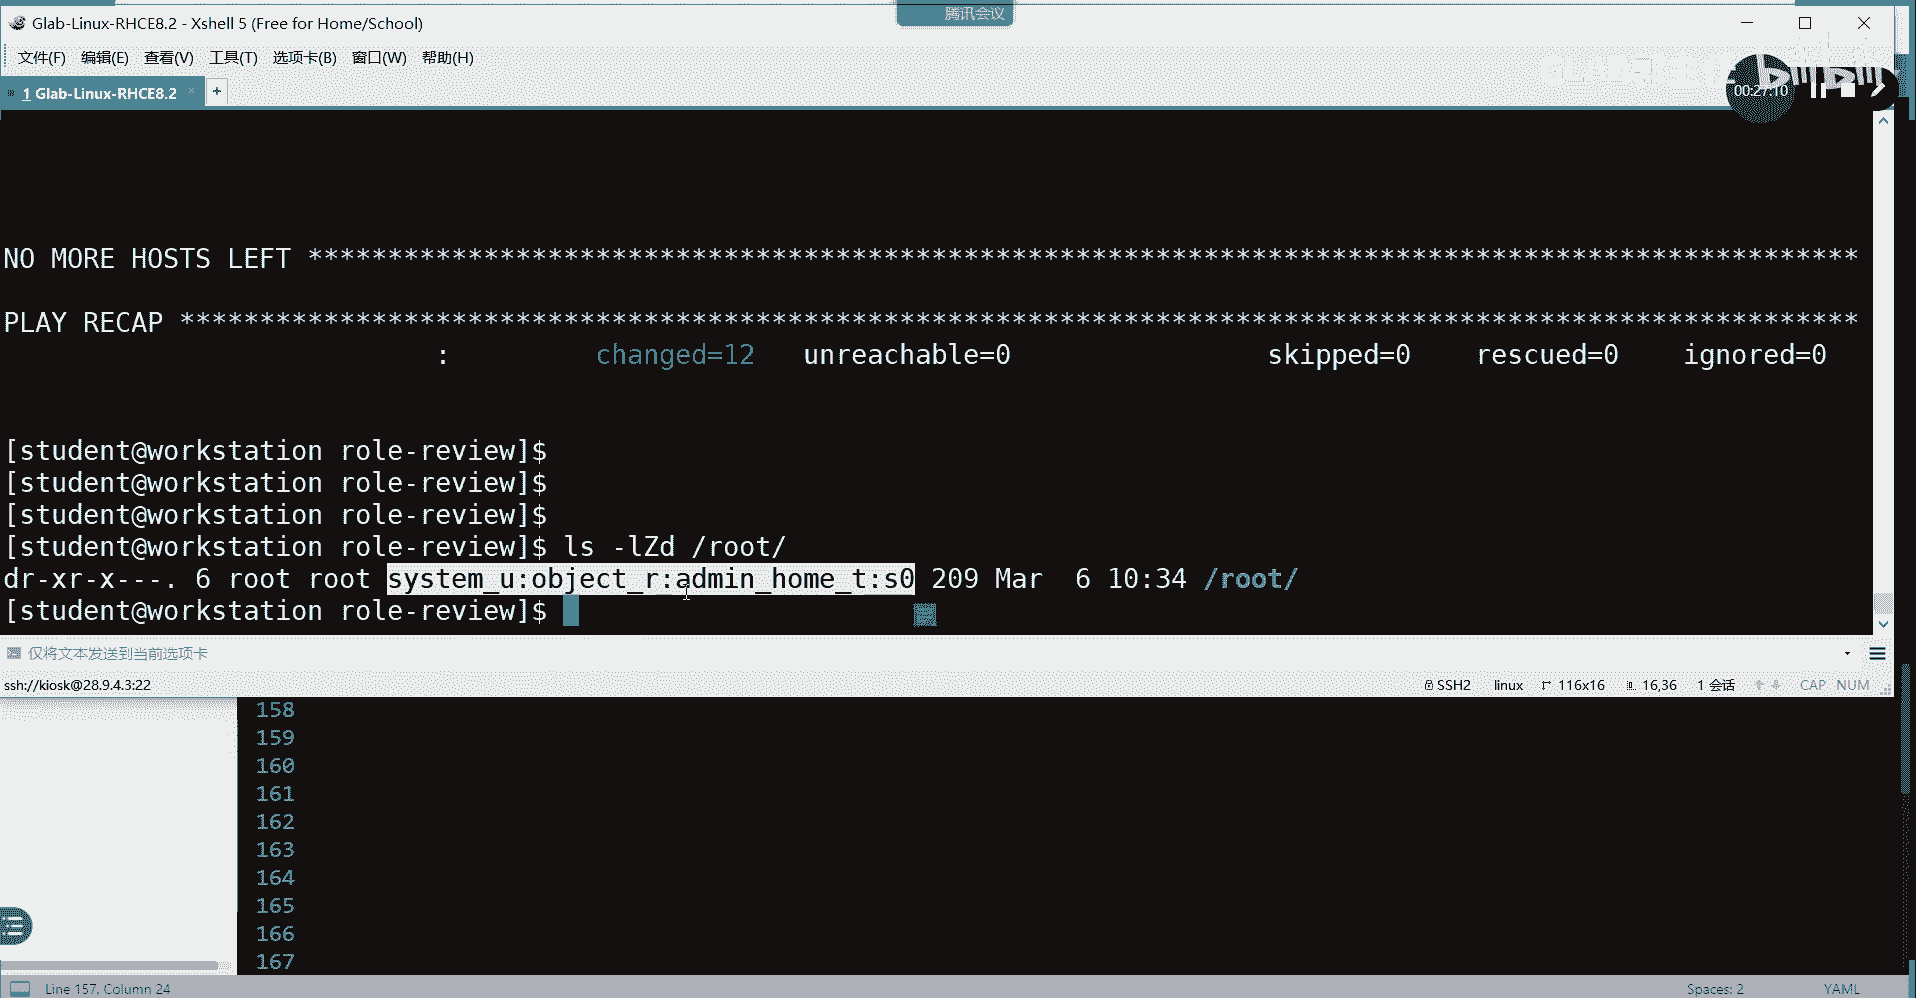 Glab-Linux-RHCE8.2 - Xshell 5 (Free for Home/School)
腾讯会议
文件(F) 编辑(E) 查看(V) 工具(T) 选项卡(B) 窗口(W) 帮助(H)
1 Glab-Linux-RHCE8.2 × +
00:27:10
NO MORE HOSTS LEFT *************************************************************************************************
PLAY RECAP *********************************************************************************************************
: changed=12 unreachable=0 skipped=0 rescued=0 ignored=0
[student@workstation role-review]$
[student@workstation role-review]$
[student@workstation role-review]$
[student@workstation role-review]$ ls -lZd /root/
dr-xr-x---. 6 root root system_u:object_r:admin_home_t:s0 209 Mar 6 10:34 /root/
[student@workstation role-review]$
仅将文本发送到当前选项卡
ssh://kiosk@28.9.4.3:22 SSH2 linux 116x16 16,36 1 会话 CAP NUM
158
159
160
161
162
163
164
165
166
167
Line 157, Column 24 Spaces: 2 YAML